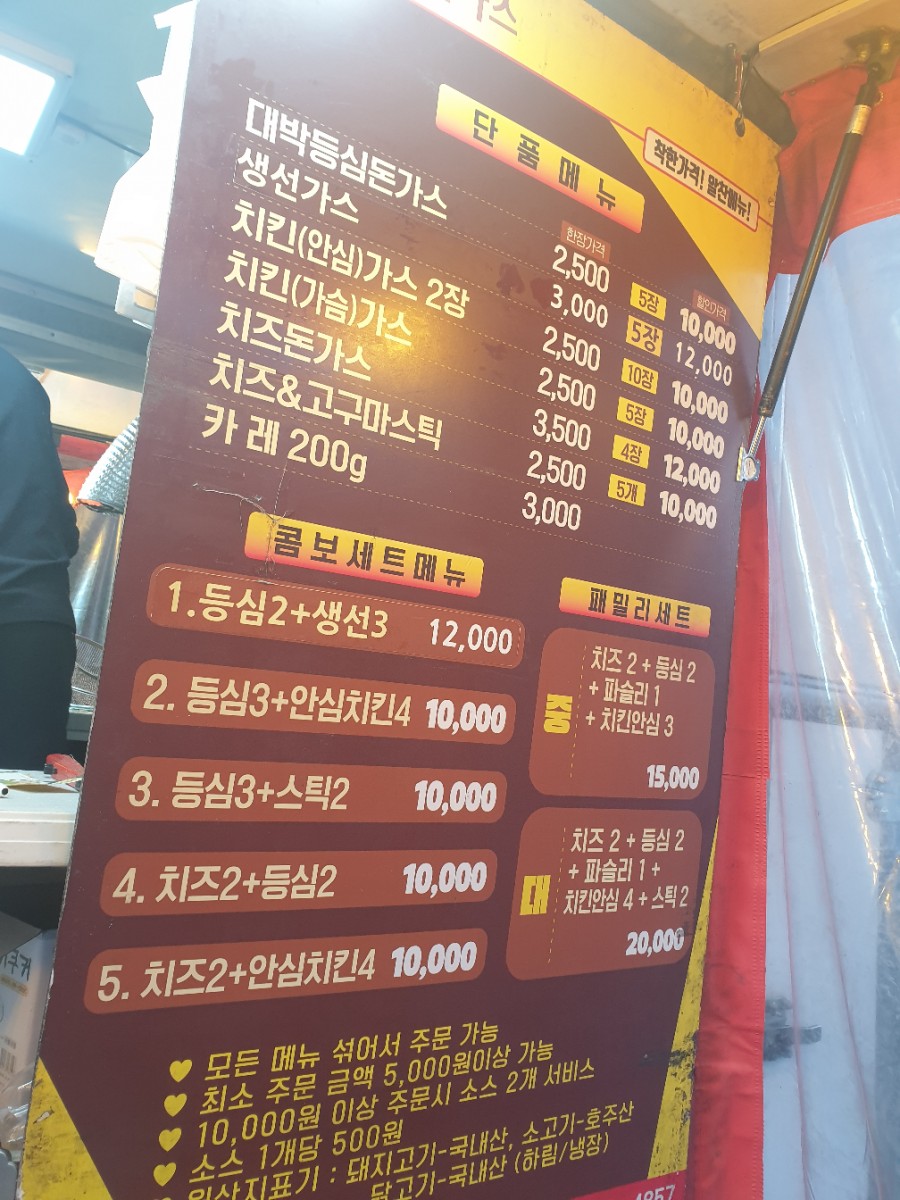 가스
착한가격! 알찬메뉴!
단품메뉴
한장가격 할인가격
대박등심돈가스 2,500 5장 10,000
생선가스 3,000 5장 12,000
치킨(안심)가스 2장 2,500 10장 10,000
치킨(가슴)가스 2,500 5장 10,000
치즈돈가스 3,500 4장 12,000
치즈&고구마스틱 2,500 5개 10,000
카레 200g 3,000
콤보세트메뉴
1.등심2+생선3 12,000
2. 등심3+안심치킨4 10,000
3. 등심3+스틱2 10,000
4. 치즈2+등심2 10,000
5. 치즈2+안심치킨4 10,000
패밀리세트
중
치즈 2 + 등심 2
+ 파슬리 1
+ 치킨안심 3
15,000
대
치즈 2 + 등심 2
+ 파슬리 1 +
치킨안심 4 + 스틱 2
20,000
♥ 모든 메뉴 섞어서 주문 가능
♥ 최소 주문 금액 5,000원이상 가능
♥ 10,000원 이상 주문시 소스 2개 서비스
♥ 소스 1개당 500원
♥ 원산지표기 : 돼지고기-국내산, 소고기-호주산
닭고기-국내산 (하림/냉장)
4857